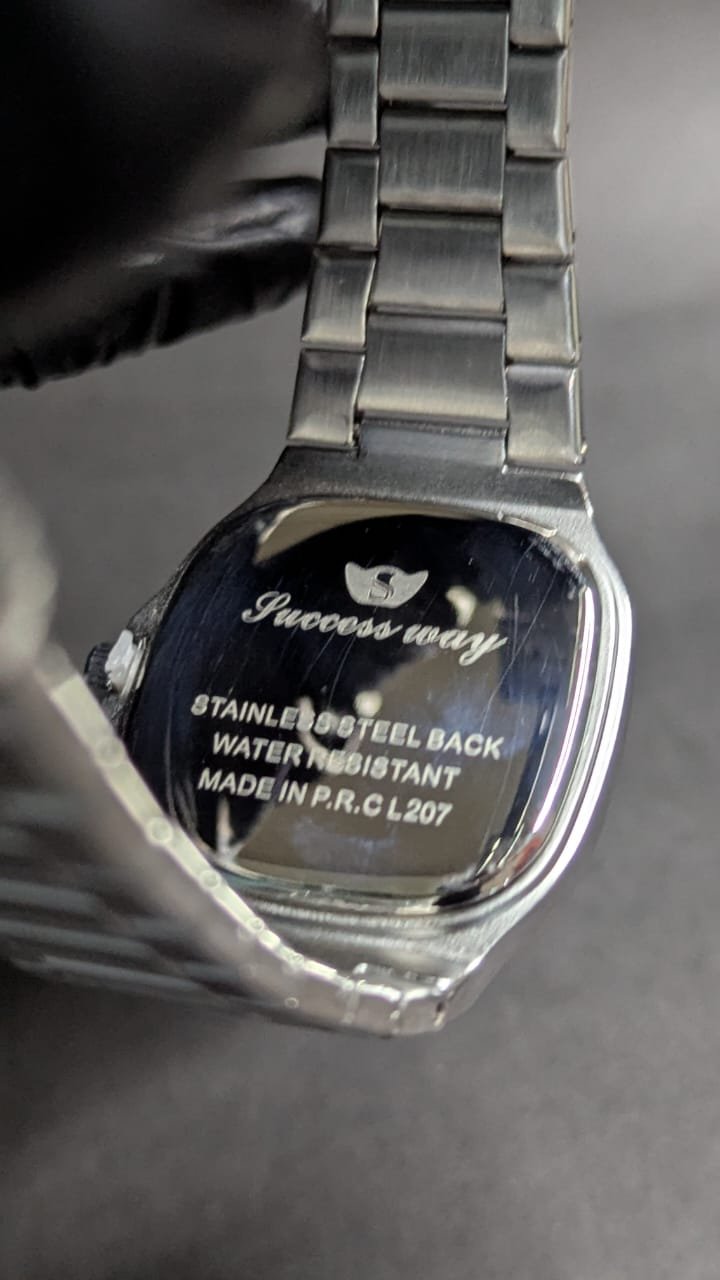 S
Success way
STAINLESS STEEL BACK
WATER RESISTANT
MADE IN P.R.C L207